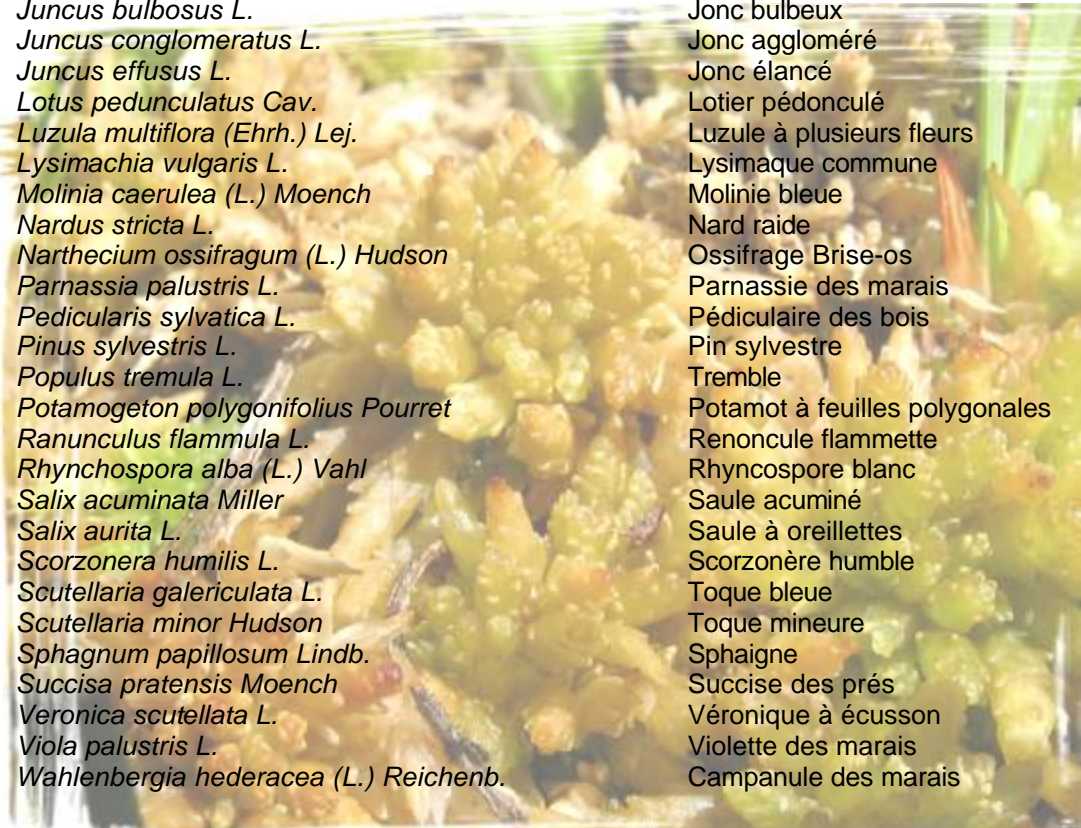 Juncus bulbosus L. Jonc bulbeux
Juncus conglomeratus L. Jonc aggloméré
Juncus effusus L. Jonc élancé
Lotus pedunculatus Cav. Lotier pédonculé
Luzula multiflora (Ehrh.) Lej. Luzule à plusieurs fleurs
Lysimachia vulgaris L. Lysimaque commune
Molinia caerulea (L.) Moench Molinie bleue
Nardus stricta L. Nard raide
Narthecium ossifragum (L.) Hudson Ossifrage Brise-os
Parnassia palustris L. Parnassie des marais
Pedicularis sylvatica L. Pédiculaire des bois
Pinus sylvestris L. Pin sylvestre
Populus tremula L. Tremble
Potamogeton polygonifolius Pourret Potamot à feuilles polygonales
Ranunculus flammula L. Renoncule flammette
Rhynchospora alba (L.) Vahl Rhyncospore blanc
Salix acuminata Miller Saule acuminé
Salix aurita L. Saule à oreillettes
Scorzonera humilis L. Scorzonère humble
Scutellaria galericulata L. Toque bleue
Scutellaria minor Hudson Toque mineure
Sphagnum papillosum Lindb. Sphaigne
Succisa pratensis Moench Succise des prés
Veronica scutellata L. Véronique à écusson
Viola palustris L. Violette des marais
Wahlenbergia hederacea (L.) Reichenb. Campanule des marais